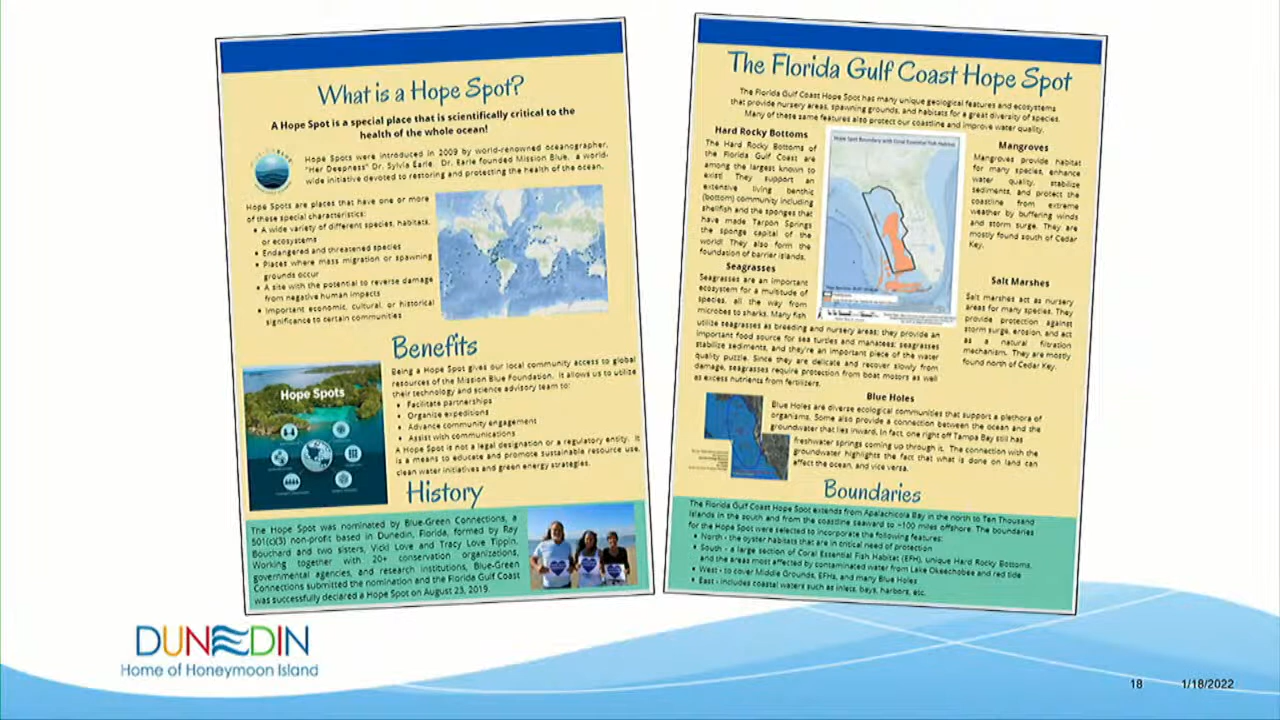 What is a Hope Spot?
A Hope Spot is a special place that is scientifically critical to the
health of the whole ocean!
Hope Spots were introduced in 2009 by world-renowned oceanographer,
"Her Deepness" Dr. Sylvia Earle. Dr. Earle founded Mission Blue, a world-
wide initiative devoted to restoring and protecting the health of the ocean.
Hope Spots are places that have one or more
of these special characteristics:
• A wide variety of different species, habitats,
or ecosystems
• Endangered and threatened species
• Places where mass migration or spawning
grounds occur
• A site with the potential to reverse damage
from negative human impacts
• Important economic, cultural, or historical
significance to certain communities
Benefits
Being a Hope Spot gives our local community access to global
resources of the Mission Blue Foundation. It allows us to utilize
their technology and science advisory team to:
• Facilitate partnerships
• Organize expeditions
• Advance community engagement
• Assist with communications
A Hope Spot is not a legal designation or a regulatory entity. It
is a means to educate and promote sustainable resource use,
clean water initiatives and green energy strategies.
Hope Spots
History
The Hope Spot was nominated by Blue-Green Connections, a
501(c)(3) non-profit based in Dunedin, Florida, formed by Ray
Bouchard and two sisters, Vicki Love and Tracy Love Tippin.
Working together with 20+ conservation organizations,
governmental agencies, and research institutions, Blue-Green
Connections submitted the nomination and the Florida Gulf Coast
was successfully declared a Hope Spot on August 23, 2019.
The Florida Gulf Coast Hope Spot
The Florida Gulf Coast Hope Spot has many unique geological features and ecosystems
that provide nursery areas, spawning grounds, and habitats for a great diversity of species.
Many of these same features also protect our coastline and improve water quality.
Hard Rocky Bottoms
The Hard Rocky Bottoms of
the Florida Gulf Coast are
among the largest known to
exist! They support an
extensive living benthic
(bottom) community including
shellfish and the sponges that
have made Tarpon Springs
the sponge capital of the
world! They also form the
foundation of barrier islands.
Seagrasses
Seagrasses are an important
ecosystem for a multitude of
species, all the way from
microbes to sharks. Many fish
utilize seagrasses as breeding and nursery areas; they provide an
important food source for sea turtles and manatees; seagrasses
stabilize sediments, and they're an important piece of the water
quality puzzle. Since they are delicate and recover slowly from
damage, seagrasses require protection from boat motors as well
as excess nutrients from fertilizers.
Hope Spot Boundary with Coral Essential Fish Habitat
Mangroves
Mangroves provide habitat
for many species, enhance
water quality, stabilize
sediments, and protect the
coastline from extreme
weather by buffering winds
and storm surge. They are
mostly found south of Cedar
Key.
Salt Marshes
Salt marshes act as nursery
areas for many species. They
provide protection against
storm surge, erosion, and act
as a natural filtration
mechanism. They are mostly
found north of Cedar Key.
Blue Holes
Blue Holes are diverse ecological communities that support a plethora of
organisms. Some also provide a connection between the ocean and the
groundwater that lies inward. In fact, one right off Tampa Bay still has
freshwater springs coming up through it. The connection with the
groundwater highlights the fact that what is done on land can
affect the ocean, and vice versa.
Boundaries
The Florida Gulf Coast Hope Spot extends from Apalachicola Bay in the north to Ten Thousand
Islands in the south and from the coastline seaward to ~100 miles offshore. The boundaries
for the Hope Spot were selected to incorporate the following features:
• North - the oyster habitats that are in critical need of protection
• South - a large section of Coral Essential Fish Habitat (EFH), unique Hard Rocky Bottoms,
and the areas most affected by contaminated water from Lake Okeechobee and red tide
• West - to cover Middle Grounds, EFHs, and many Blue Holes
• East - includes coastal waters such as inlets, bays, harbors, etc.
DUNEDIN
Home of Honeymoon Island
18 1/18/2022